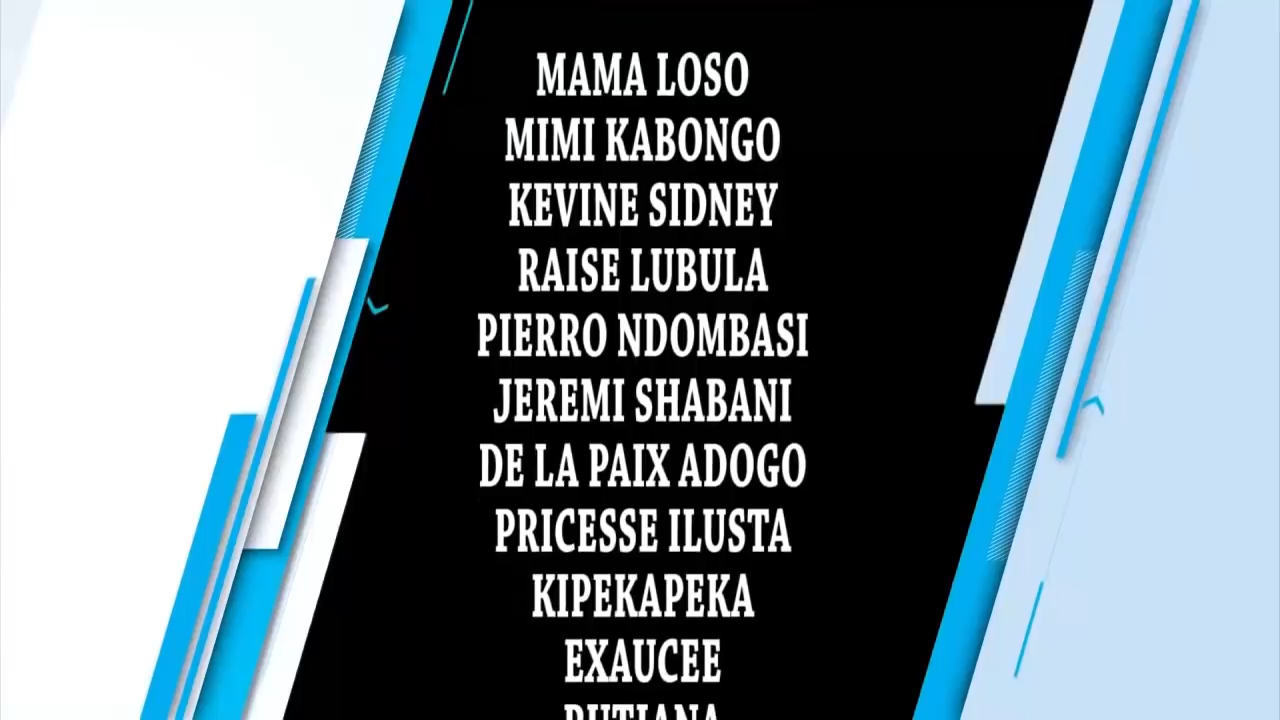 MAMA LOSO
MIMI KABONGO
KEVINE SIDNEY
RAISE LUBULA
PIERRO NDOMBASI
JEREMI SHABANI
DE LA PAIX ADOGO
PRICESSE ILUSTA
KIPEKAPEKA
EXAUCEE